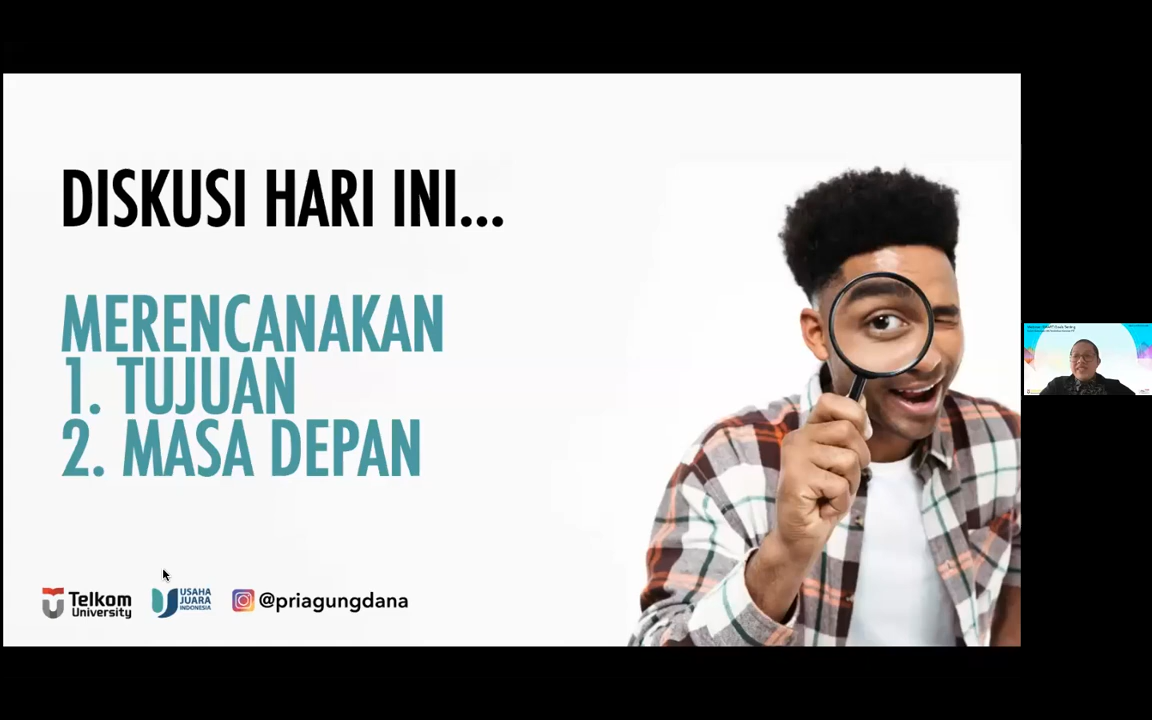 DISKUSI HARI INI...
MERENCANAKAN
1. TUJUAN
2. MASA DEPAN
Telkom
University
USAHA
JUARA
INDONESIA
@priagungdana